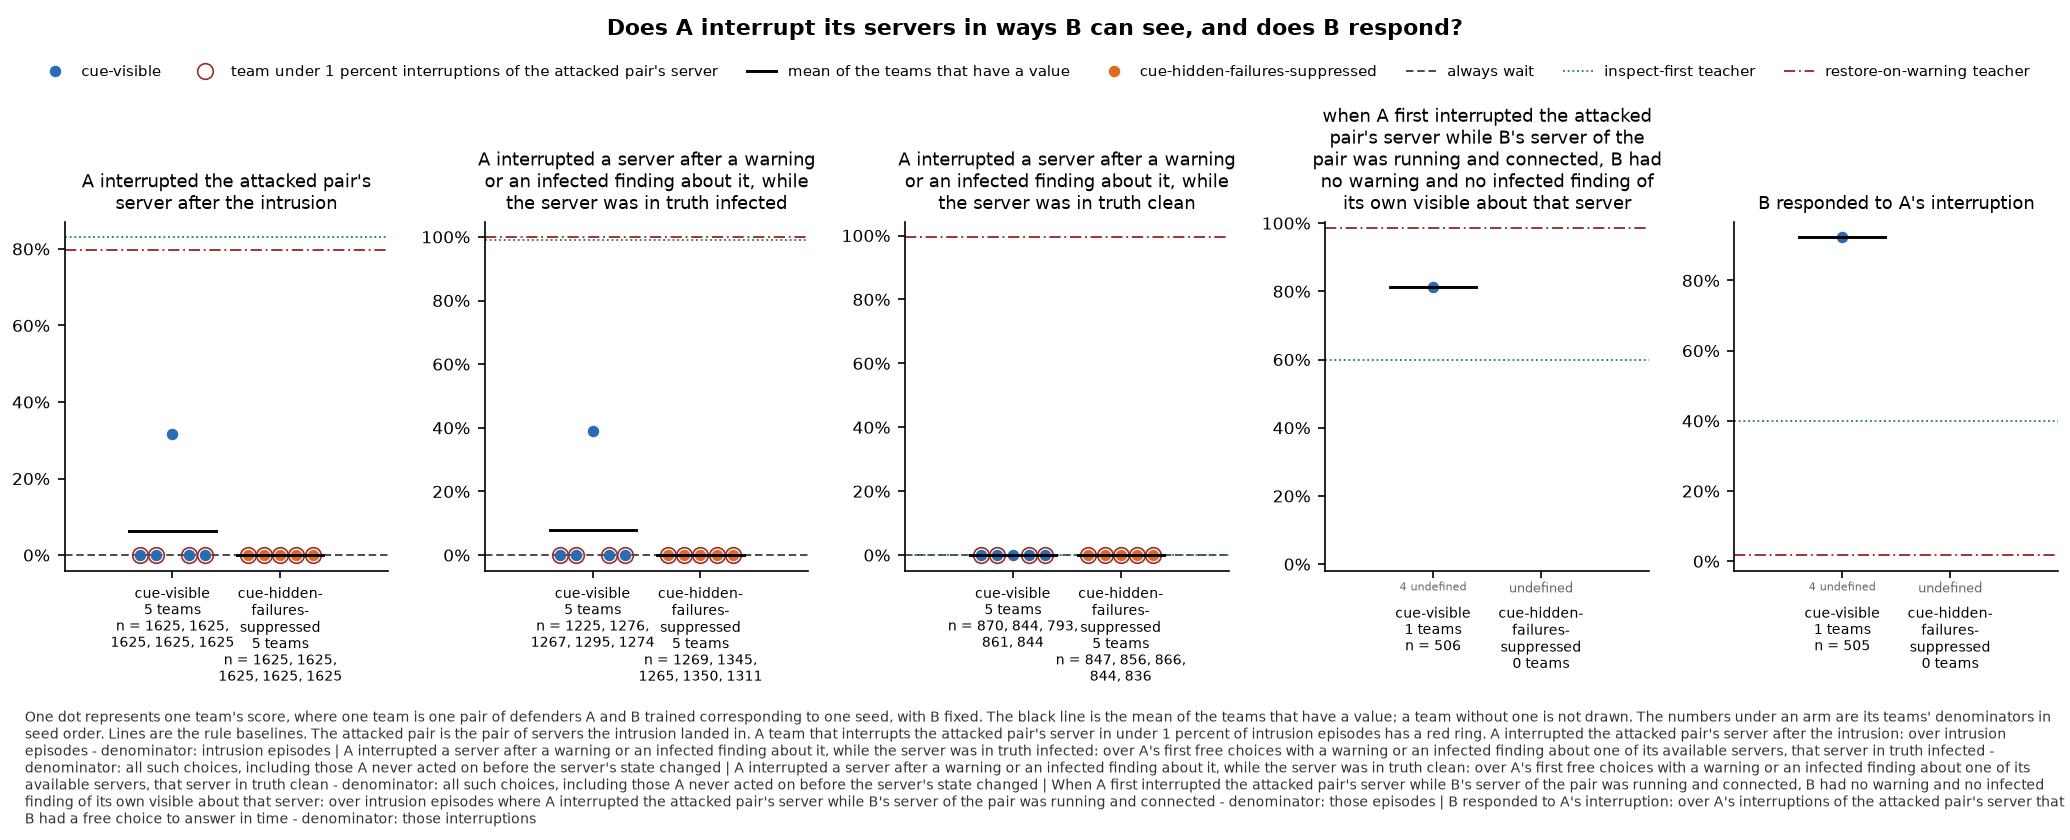 Does A interrupt its servers in ways B can see, and does B respond?
cue-visible
team under 1 percent interruptions of the attacked pair's server
mean of the teams that have a value
cue-hidden-failures-suppressed
always wait
inspect-first teacher
restore-on-warning teacher
A interrupted the attacked pair's
server after the intrusion
80%
60%
40%
20%
0%
cue-visible
5 teams
n = 1625, 1625,
1625, 1625, 1625
cue-hidden-
failures-
suppressed
5 teams
n = 1625, 1625,
1625, 1625, 1625
A interrupted a server after a warning
or an infected finding about it, while
the server was in truth infected
100%
80%
60%
40%
20%
0%
cue-visible
5 teams
n = 1225, 1276,
1267, 1295, 1274
cue-hidden-
failures-
suppressed
5 teams
n = 1269, 1345,
1265, 1350, 1311
A interrupted a server after a warning
or an infected finding about it, while
the server was in truth clean
100%
80%
60%
40%
20%
0%
cue-visible
5 teams
n = 870, 844, 793,
861, 844
cue-hidden-
failures-
suppressed
5 teams
n = 847, 856, 866,
844, 836
when A first interrupted the attacked
pair's server while B's server of the
pair was running and connected, B had
no warning and no infected finding of
its own visible about that server
100%
80%
60%
40%
20%
0%
4 undefined
cue-visible
1 teams
n = 506
undefined
cue-hidden-
failures-
suppressed
0 teams
B responded to A's interruption
80%
60%
40%
20%
0%
4 undefined
cue-visible
1 teams
n = 505
undefined
cue-hidden-
failures-
suppressed
0 teams
One dot represents one team's score, where one team is one pair of defenders A and B trained corresponding to one seed, with B fixed. The black line is the mean of the teams that have a value; a team without one is not drawn. The numbers under an arm are its teams' denominators in
seed order. Lines are the rule baselines. The attacked pair is the pair of servers the intrusion landed in. A team that interrupts the attacked pair's server in under 1 percent of intrusion episodes has a red ring. A interrupted the attacked pair's server after the intrusion: over intrusion
episodes - denominator: intrusion episodes | A interrupted a server after a warning or an infected finding about it, while the server was in truth infected: over A's first free choices with a warning or an infected finding about one of its available servers, that server in truth infected -
denominator: all such choices, including those A never acted on before the server's state changed | A interrupted a server after a warning or an infected finding about it, while the server was in truth clean: over A's first free choices with a warning or an infected finding about one of its
available servers, that server in truth clean - denominator: all such choices, including those A never acted on before the server's state changed | When A first interrupted the attacked pair's server while B's server of the pair was running and connected, B had no warning and no infected
finding of its own visible about that server: over intrusion episodes where A interrupted the attacked pair's server while B's server of the pair was running and connected - denominator: those episodes | B responded to A's interruption: over A's interruptions of the attacked pair's server that
B had a free choice to answer in time - denominator: those interruptions